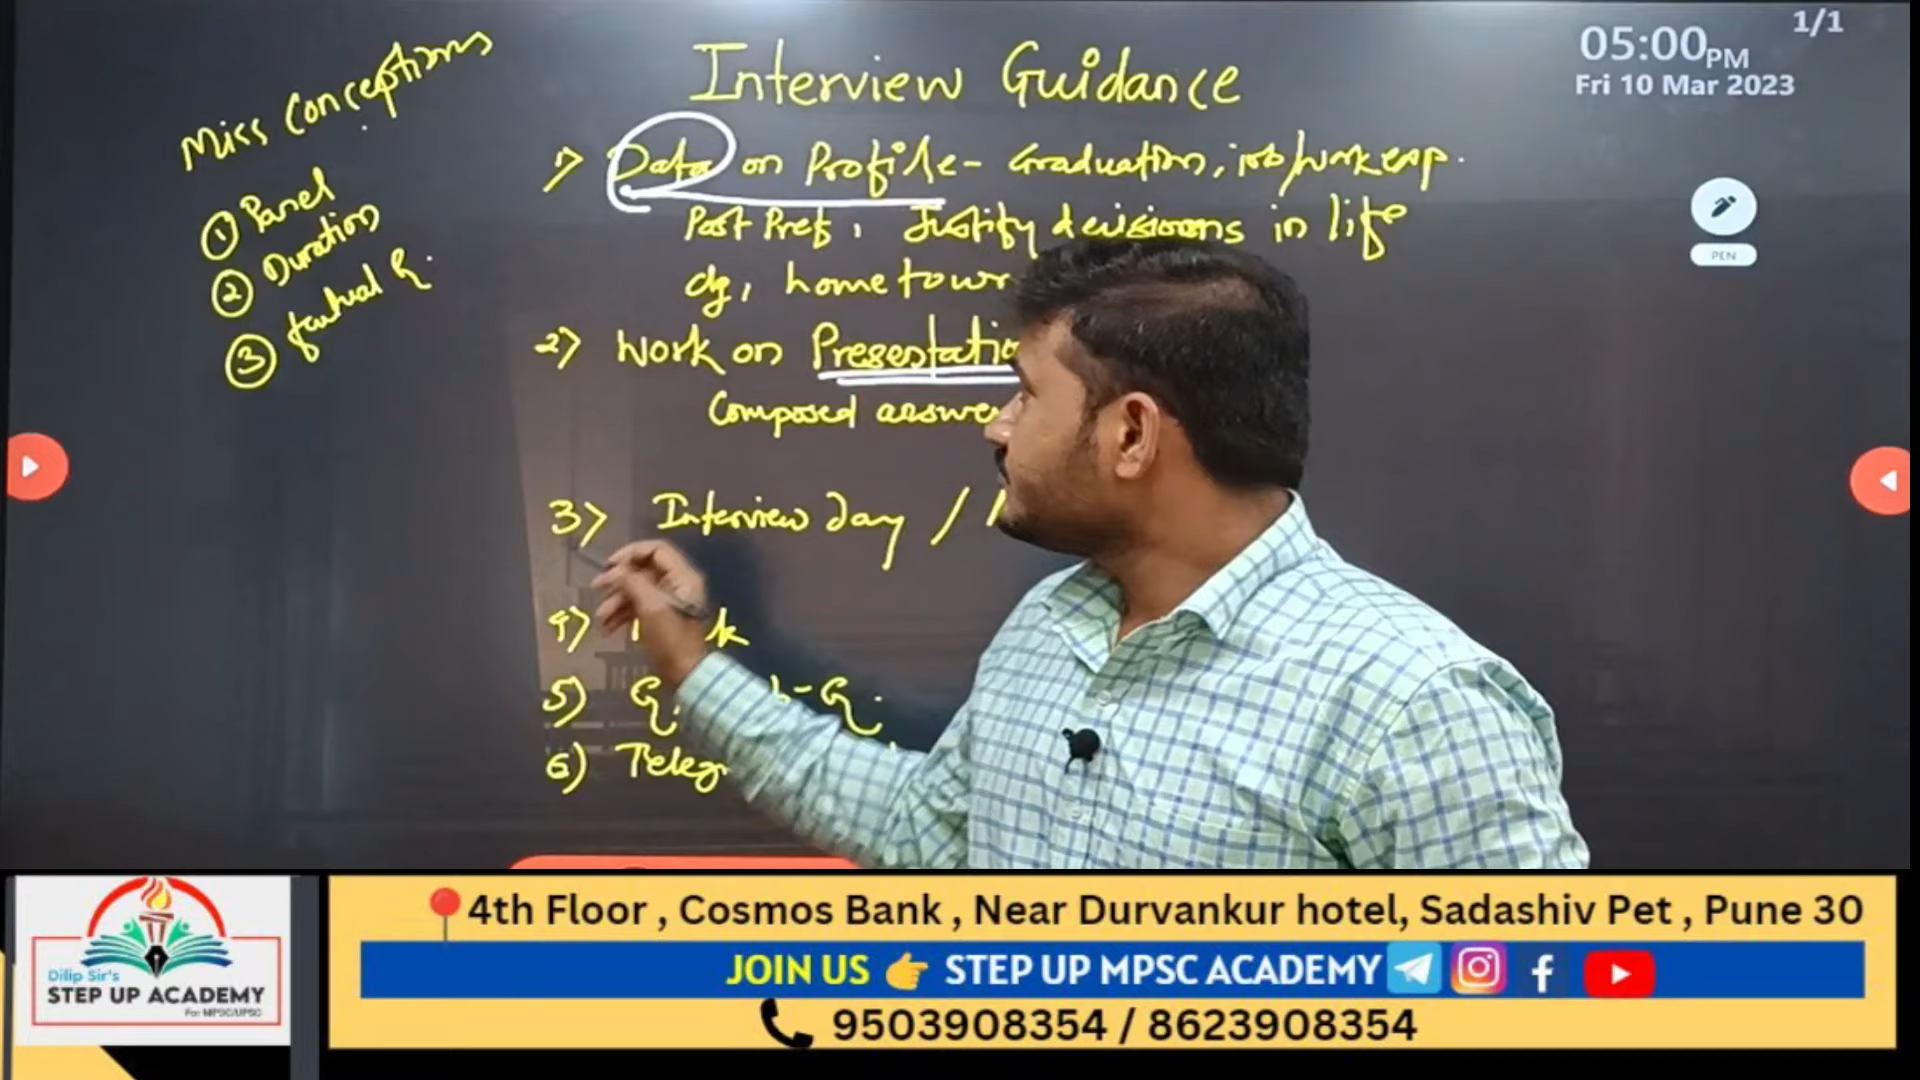 Interview Guidance
05:00PM
Fri 10 Mar 2023
1/1
PEN
Miss Conceptions
① Panel
② Duration
③ factual Q.
1) Data on Profile - Graduation, job/work exp.
Post Pref, Justify decisions in life
hometown
2) Work on Presentatio
Composed answe
3) Interview day /
4)
5)
6) Teleg
Dilip Sir's
STEP UP ACADEMY
For MPSC/UPSC
4th Floor , Cosmos Bank , Near Durvankur hotel, Sadashiv Pet , Pune 30
JOIN US 👉 STEP UP MPSC ACADEMY
9503908354 / 8623908354